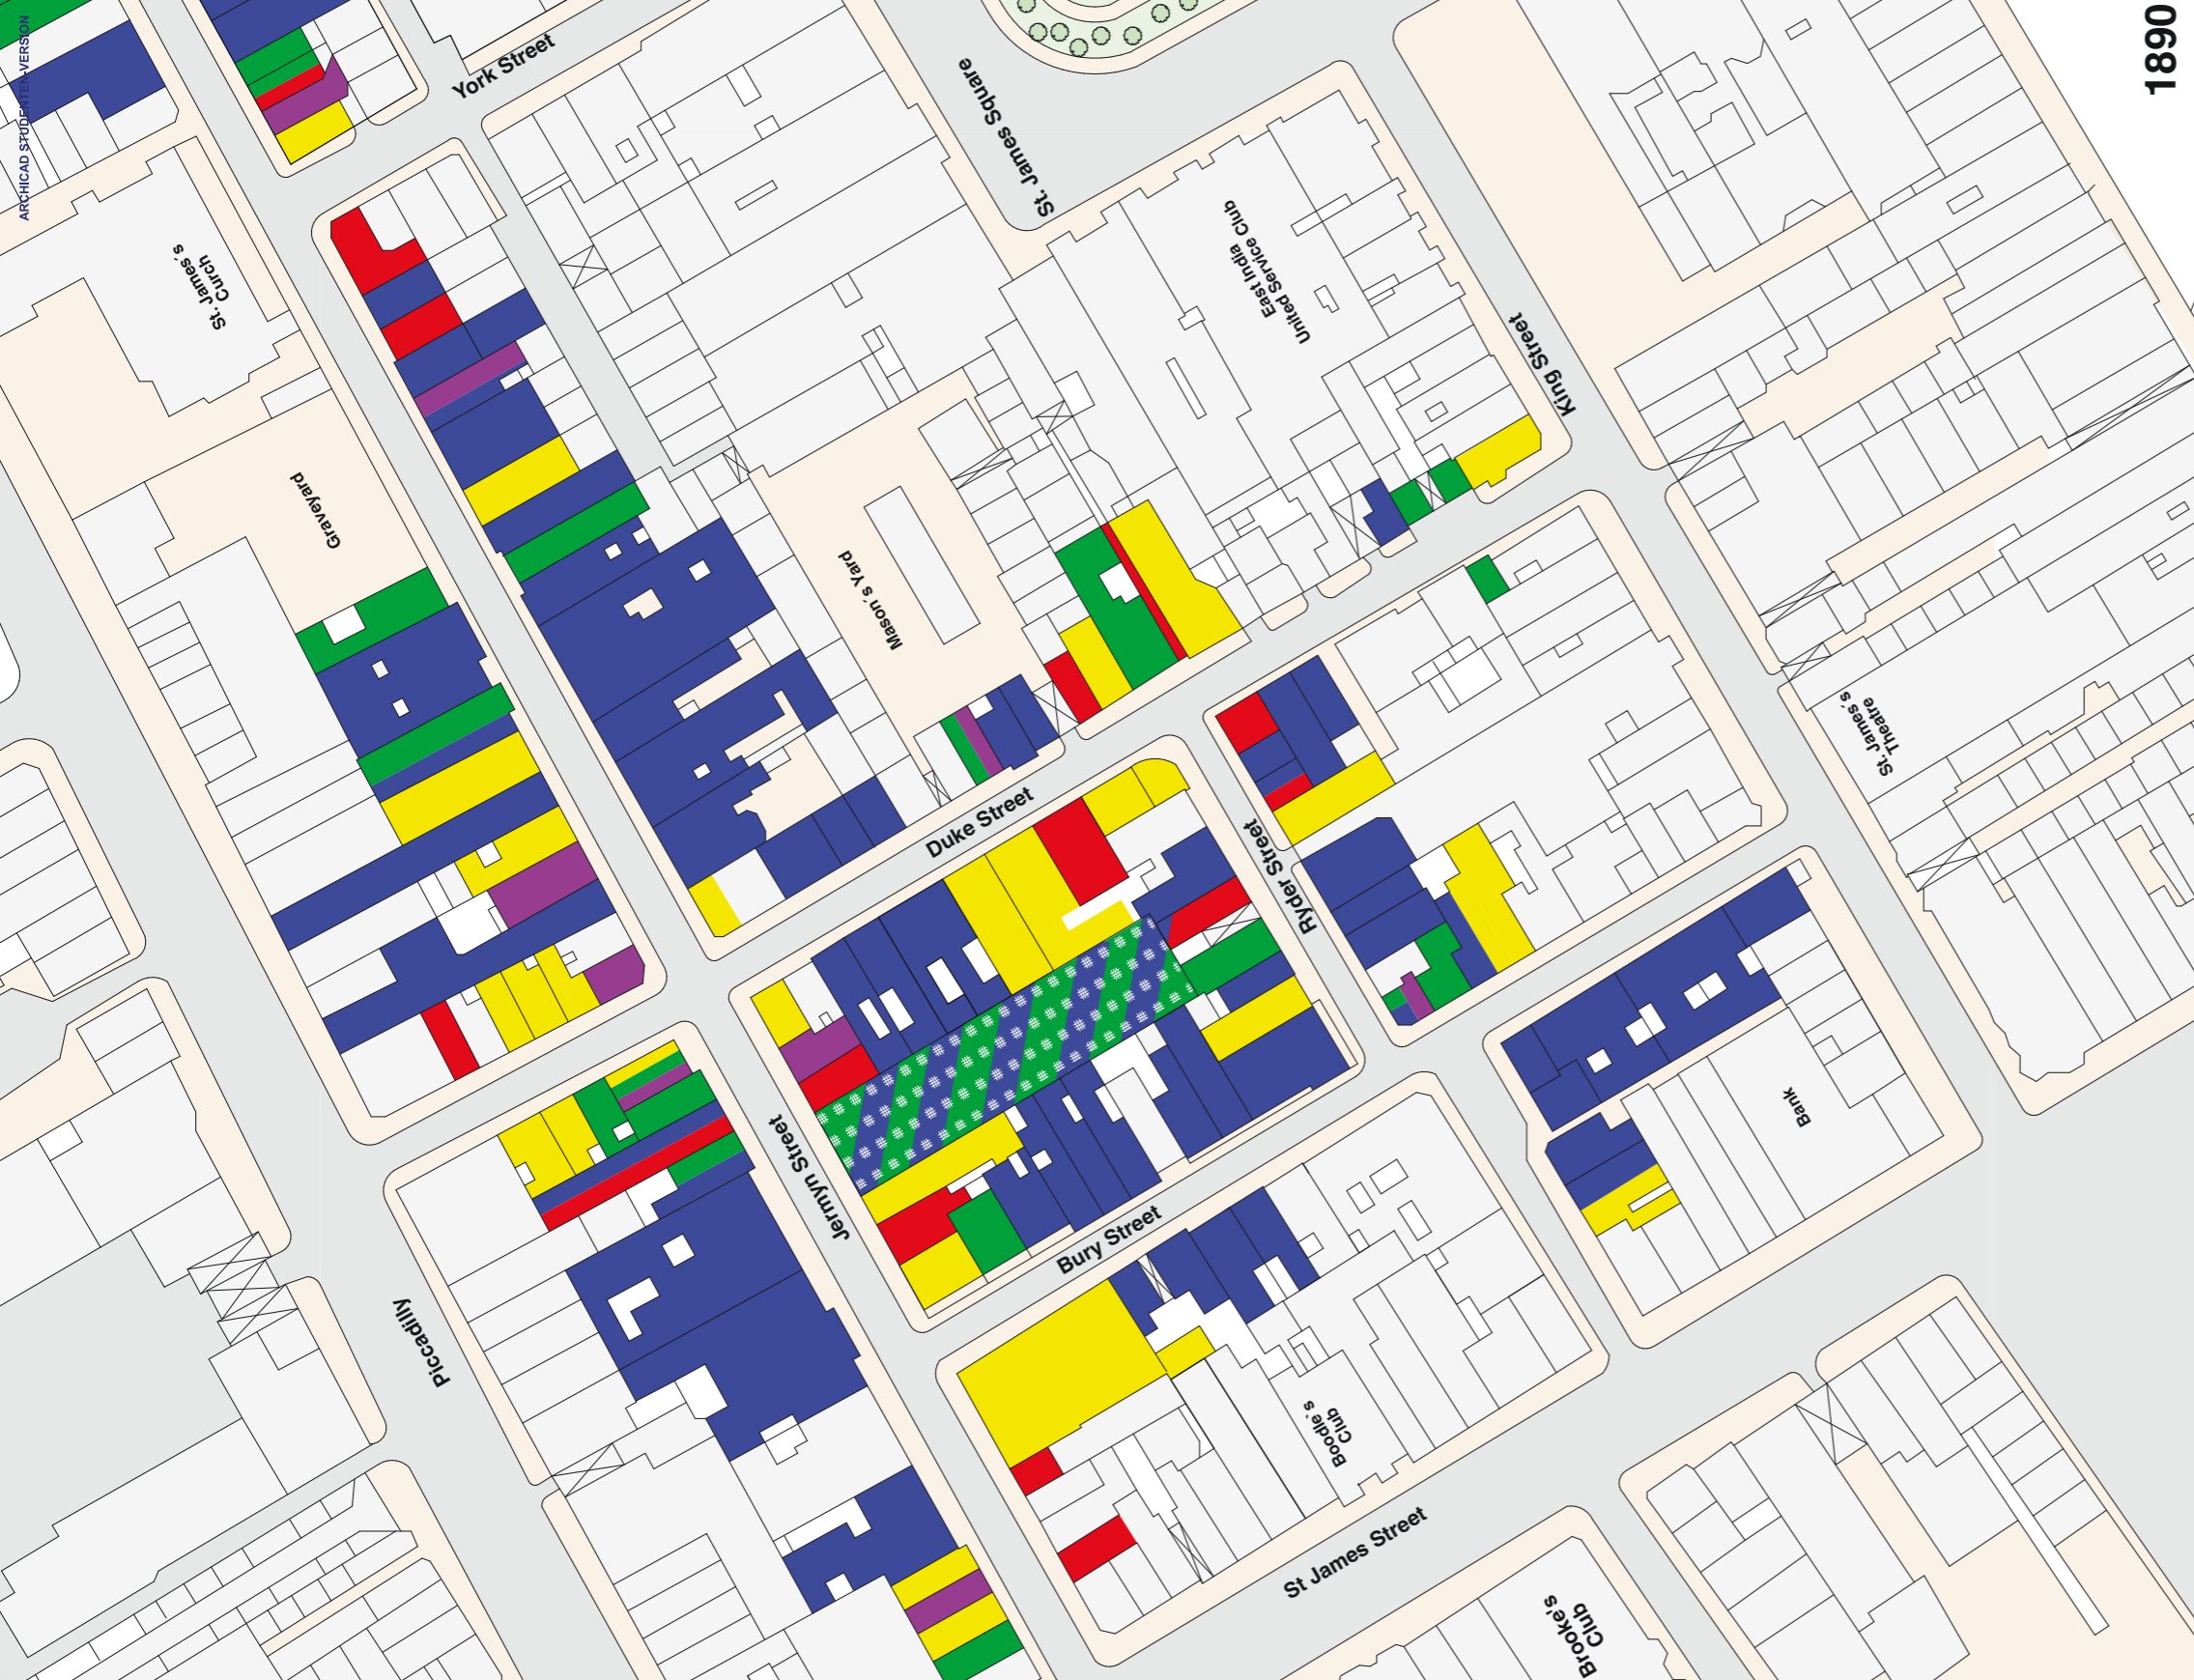 ARCHICAD STUDENTEN-VERSION
1890
York Street
St. James Square
St. James´s
Curch
East India
United Service Club
King Street
Graveyard
Mason´s Yard
St. James´s
Theatre
Duke Street
Ryder Street
Jermyn Street
Bank
Bury Street
Piccadilly
Boodle´s
Club
St James Street
Brooke's
Club